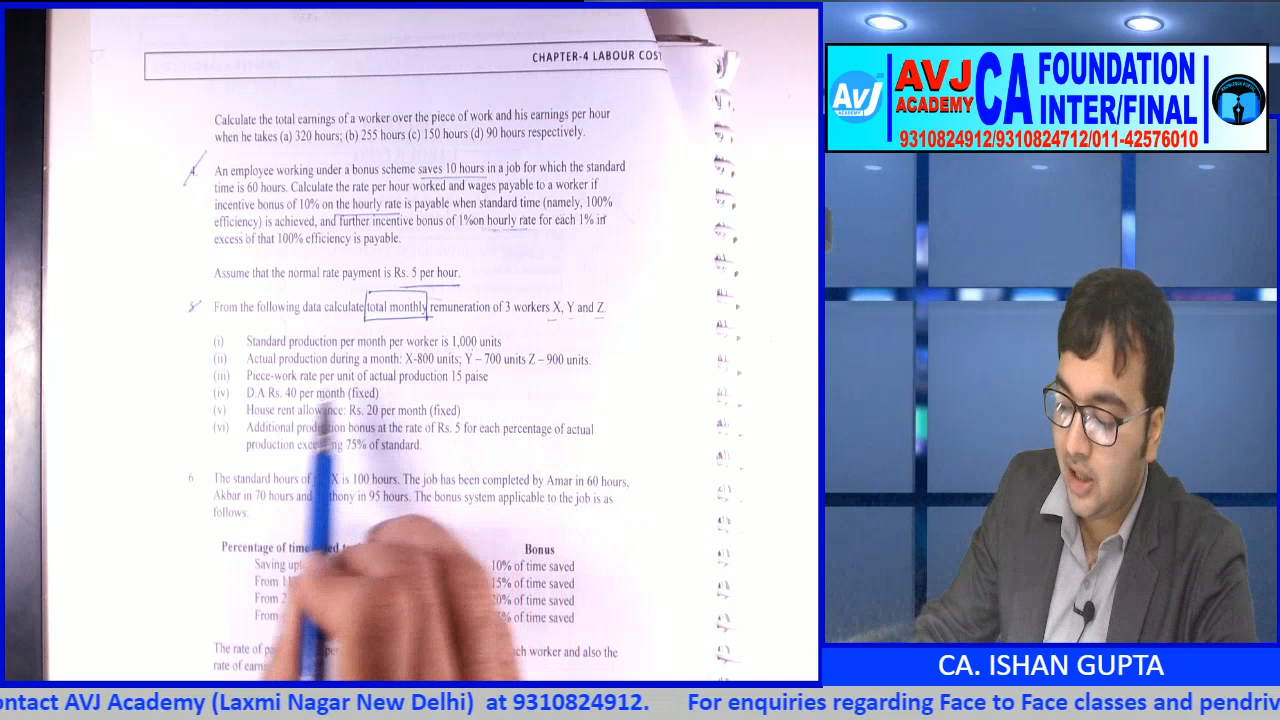 CHAPTER-4 LABOUR COST
Calculate the total earnings of a worker over the piece of work and his earnings per hour
when he takes (a) 320 hours; (b) 255 hours (c) 150 hours (d) 90 hours respectively.
4. An employee working under a bonus scheme saves 10 hours in a job for which the standard
time is 60 hours. Calculate the rate per hour worked and wages payable to a worker if
incentive bonus of 10% on the hourly rate is payable when standard time (namely, 100%
efficiency) is achieved, and further incentive bonus of 1%on hourly rate for each 1% in
excess of that 100% efficiency is payable.
Assume that the normal rate payment is Rs. 5 per hour.
5 From the following data calculate total monthly remuneration of 3 workers X, Y and Z.
(i) Standard production per month per worker is 1,000 units
(ii) Actual production during a month: X-800 units; Y – 700 units Z – 900 units.
(iii) Piece-work rate per unit of actual production 15 paise
(iv) D.A Rs. 40 per month (fixed)
(v) House rent allowance: Rs. 20 per month (fixed)
(vi) Additional production bonus at the rate of Rs. 5 for each percentage of actual
production 75% of standard.
6 The standard hours of X is 100 hours. The job has been completed by Amar in 60 hours,
Akbar in 70 hours and in 95 hours. The bonus system applicable to the job is as
follows:
Percentage of time Bonus
Saving 10% of time saved
From 15% of time saved
From of time saved
From of time saved
The rate of worker and also the
rate of
AVJ
ACADEMY
AVJ
ACADEMY
CA
FOUNDATION
INTER/FINAL
9310824912/9310824712/011-42576010
CA. ISHAN GUPTA
ontact AVJ Academy (Laxmi Nagar New Delhi) at 9310824912. For enquiries regarding Face to Face classes and pendriv